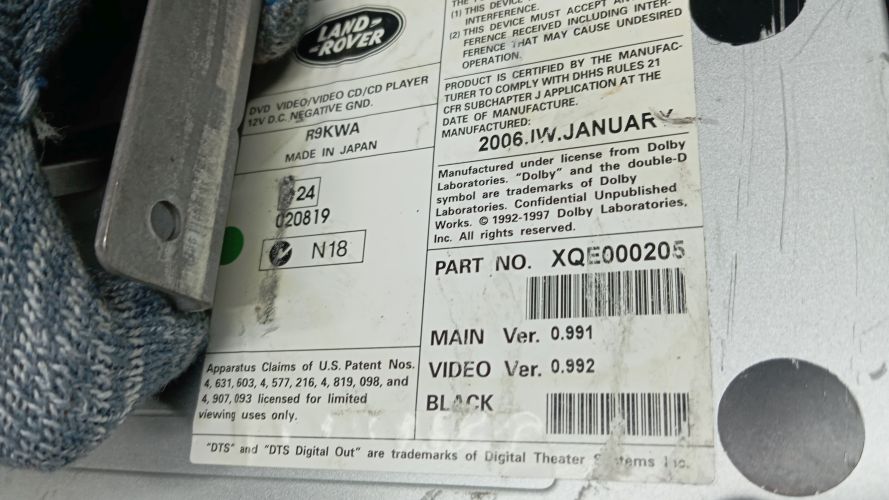 LAND-
-ROVER
DVD VIDEO/VIDEO CD/CD PLAYER
12V D.C. NEGATIVE GND.
R9KWA
MADE IN JAPAN
24
020819
N18
Apparatus Claims of U.S. Patent Nos.
4, 631, 603, 4, 577, 216, 4, 819, 098, and
4, 907, 093 licensed for limited
viewing uses only.
(1) THIS DEVICE
INTERFERENCE.
(2) THIS DEVICE MUST ACCEPT
FERENCE RECEIVED INCLUDING INTER-
FERENCE THAT MAY CAUSE UNDESIRED
OPERATION.
PRODUCT IS CERTIFIED BY THE MANUFAC-
TURER TO COMPLY WITH DHHS RULES 21
CFR SUBCHAPTER J APPLICATION AT THE
DATE OF MANUFACTURE.
MANUFACTURED:
2006.IW.JANUARY
Manufactured under license from Dolby
Laboratories. "Dolby" and the double-D
symbol are trademarks of Dolby
Laboratories. Confidential Unpublished
Works. © 1992-1997 Dolby Laboratories,
Inc. All rights reserved.
PART NO. XQE000205
MAIN Ver. 0.991
VIDEO Ver. 0.992
BLACK
"DTS" and "DTS Digital Out" are trademarks of Digital Theater Systems Inc.